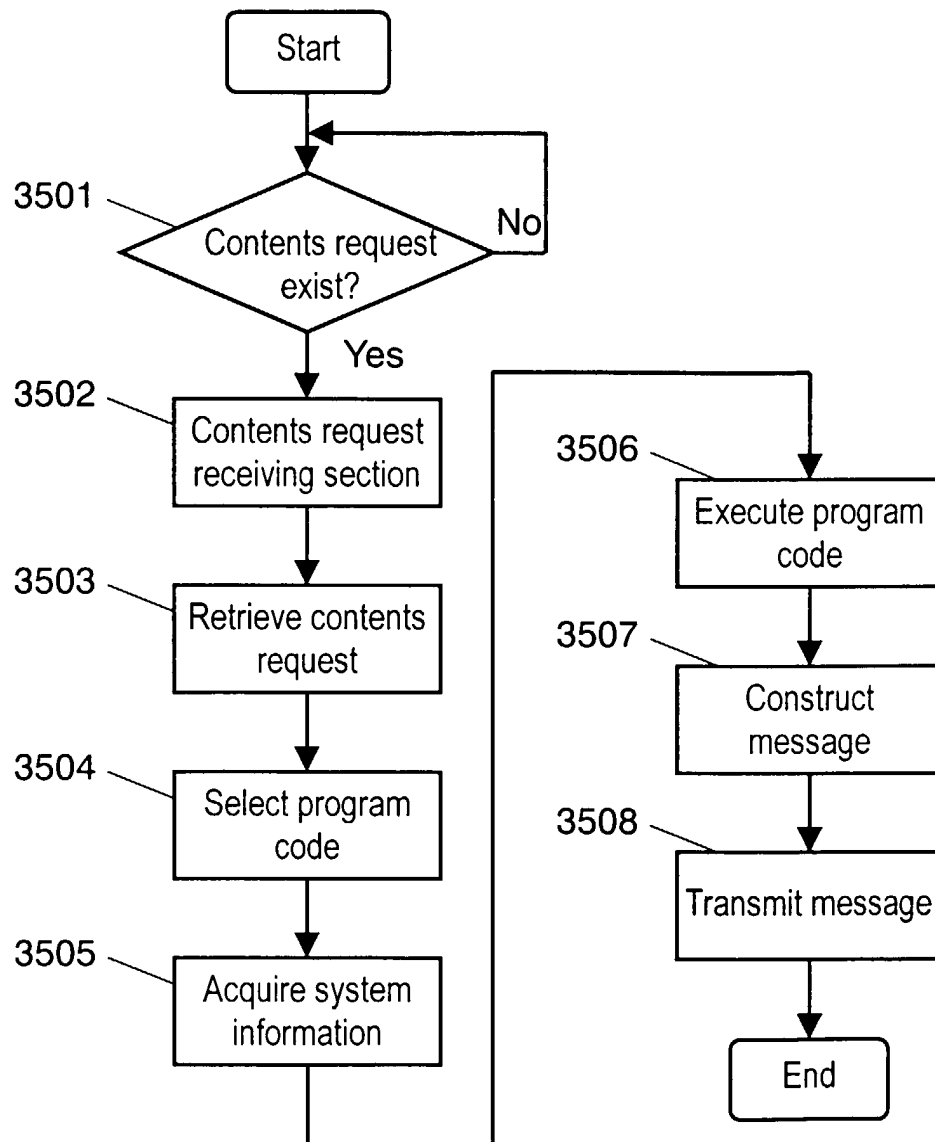 Start
3501
Contents request
exist?
No
Yes
3502
Contents request
receiving section
3503
Retrieve contents
request
3504
Select program
code
3505
Acquire system
information
3506
Execute program
code
3507
Construct
message
3508
Transmit message
End